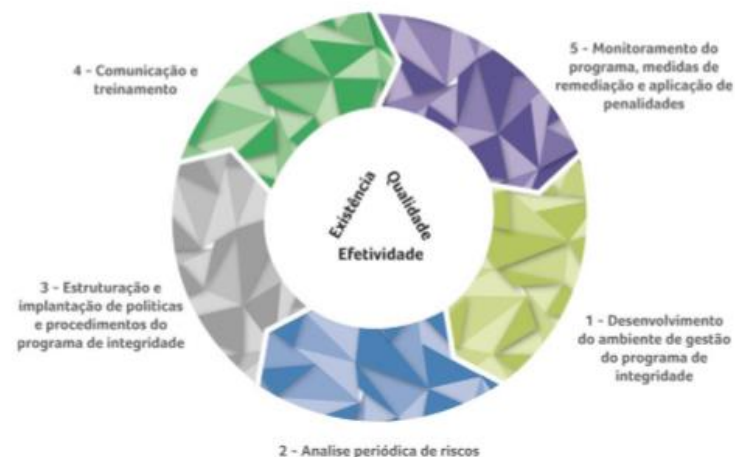 4 - Comunicação e
treinamento
5 - Monitoramento do
programa, medidas de
remediação e aplicação de
penalidades
Existência
Qualidade
Efetividade
3 - Estruturação e
implantação de políticas
e procedimentos do
programa de integridade
1 - Desenvolvimento
do ambiente de gestão
do programa de
integridade
2 - Analise periódica de riscos